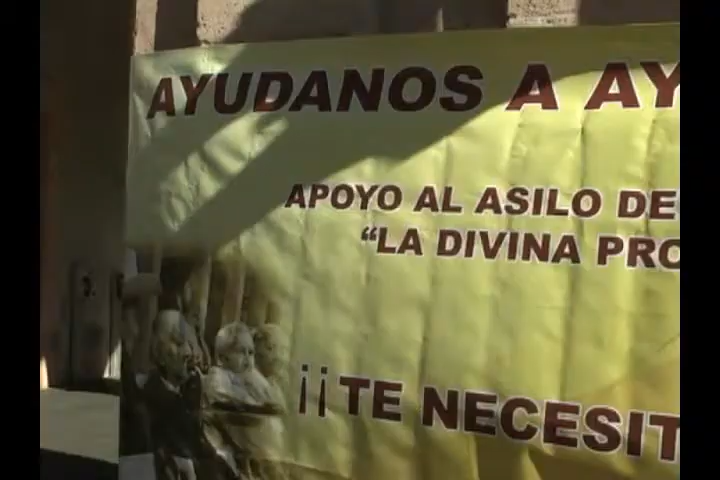 AYUDANOS A AY
APOYO AL ASILO DE
“LA DIVINA PRO
¡¡TE NECESIT